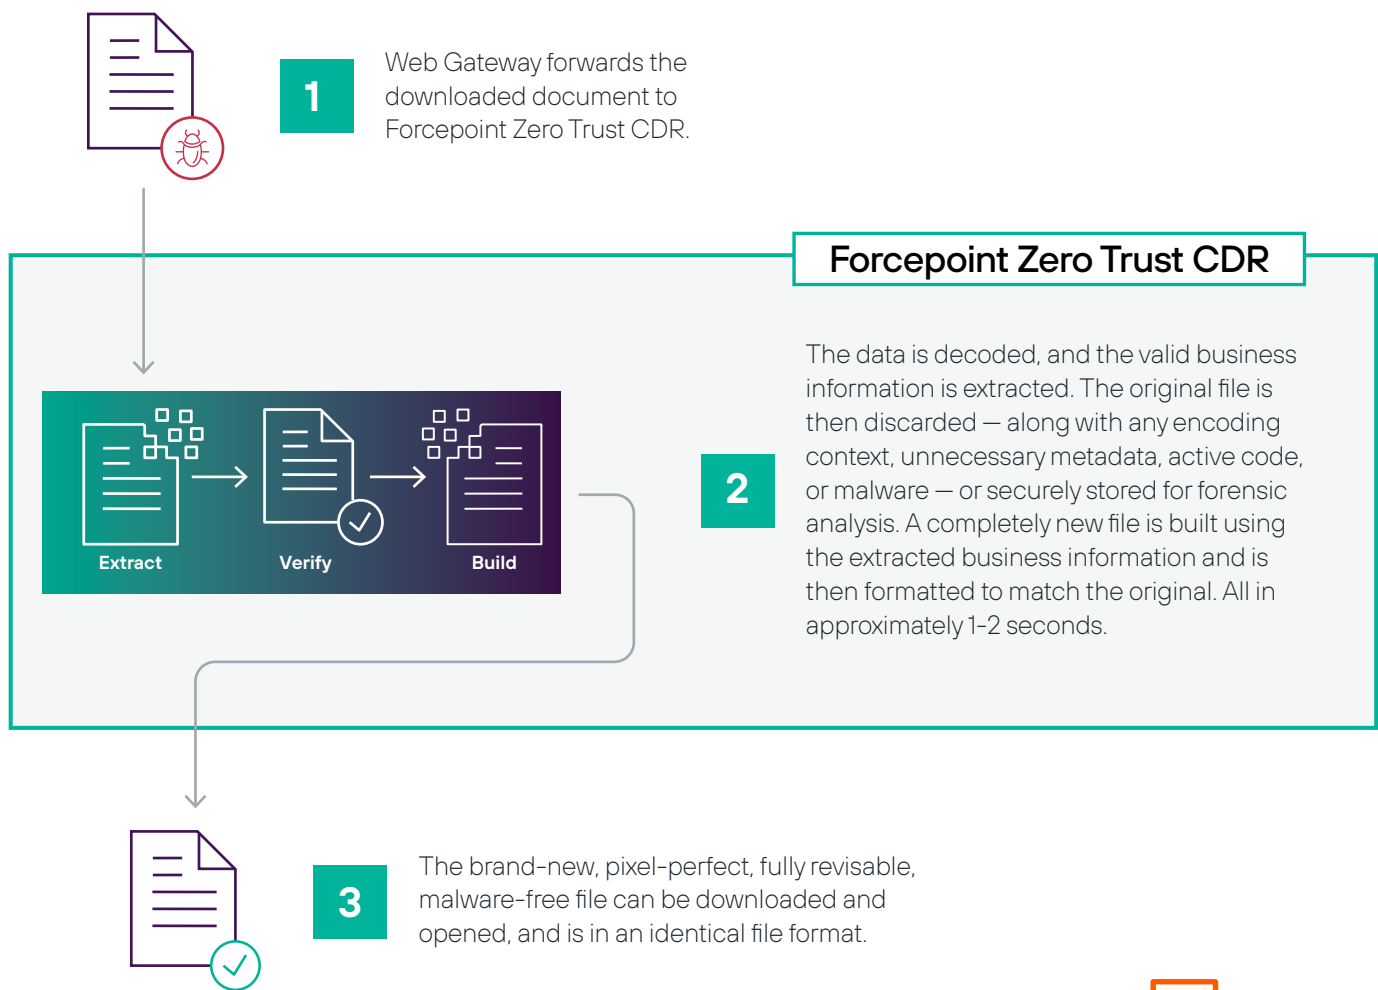 1
Web Gateway forwards the
downloaded document to
Forcepoint Zero Trust CDR.
Forcepoint Zero Trust CDR
Extract
Verify
Build
2
The data is decoded, and the valid business
information is extracted. The original file is
then discarded — along with any encoding
context, unnecessary metadata, active code,
or malware — or securely stored for forensic
analysis. A completely new file is built using
the extracted business information and is
then formatted to match the original. All in
approximately 1-2 seconds.
3
The brand-new, pixel-perfect, fully revisable,
malware-free file can be downloaded and
opened, and is in an identical file format.